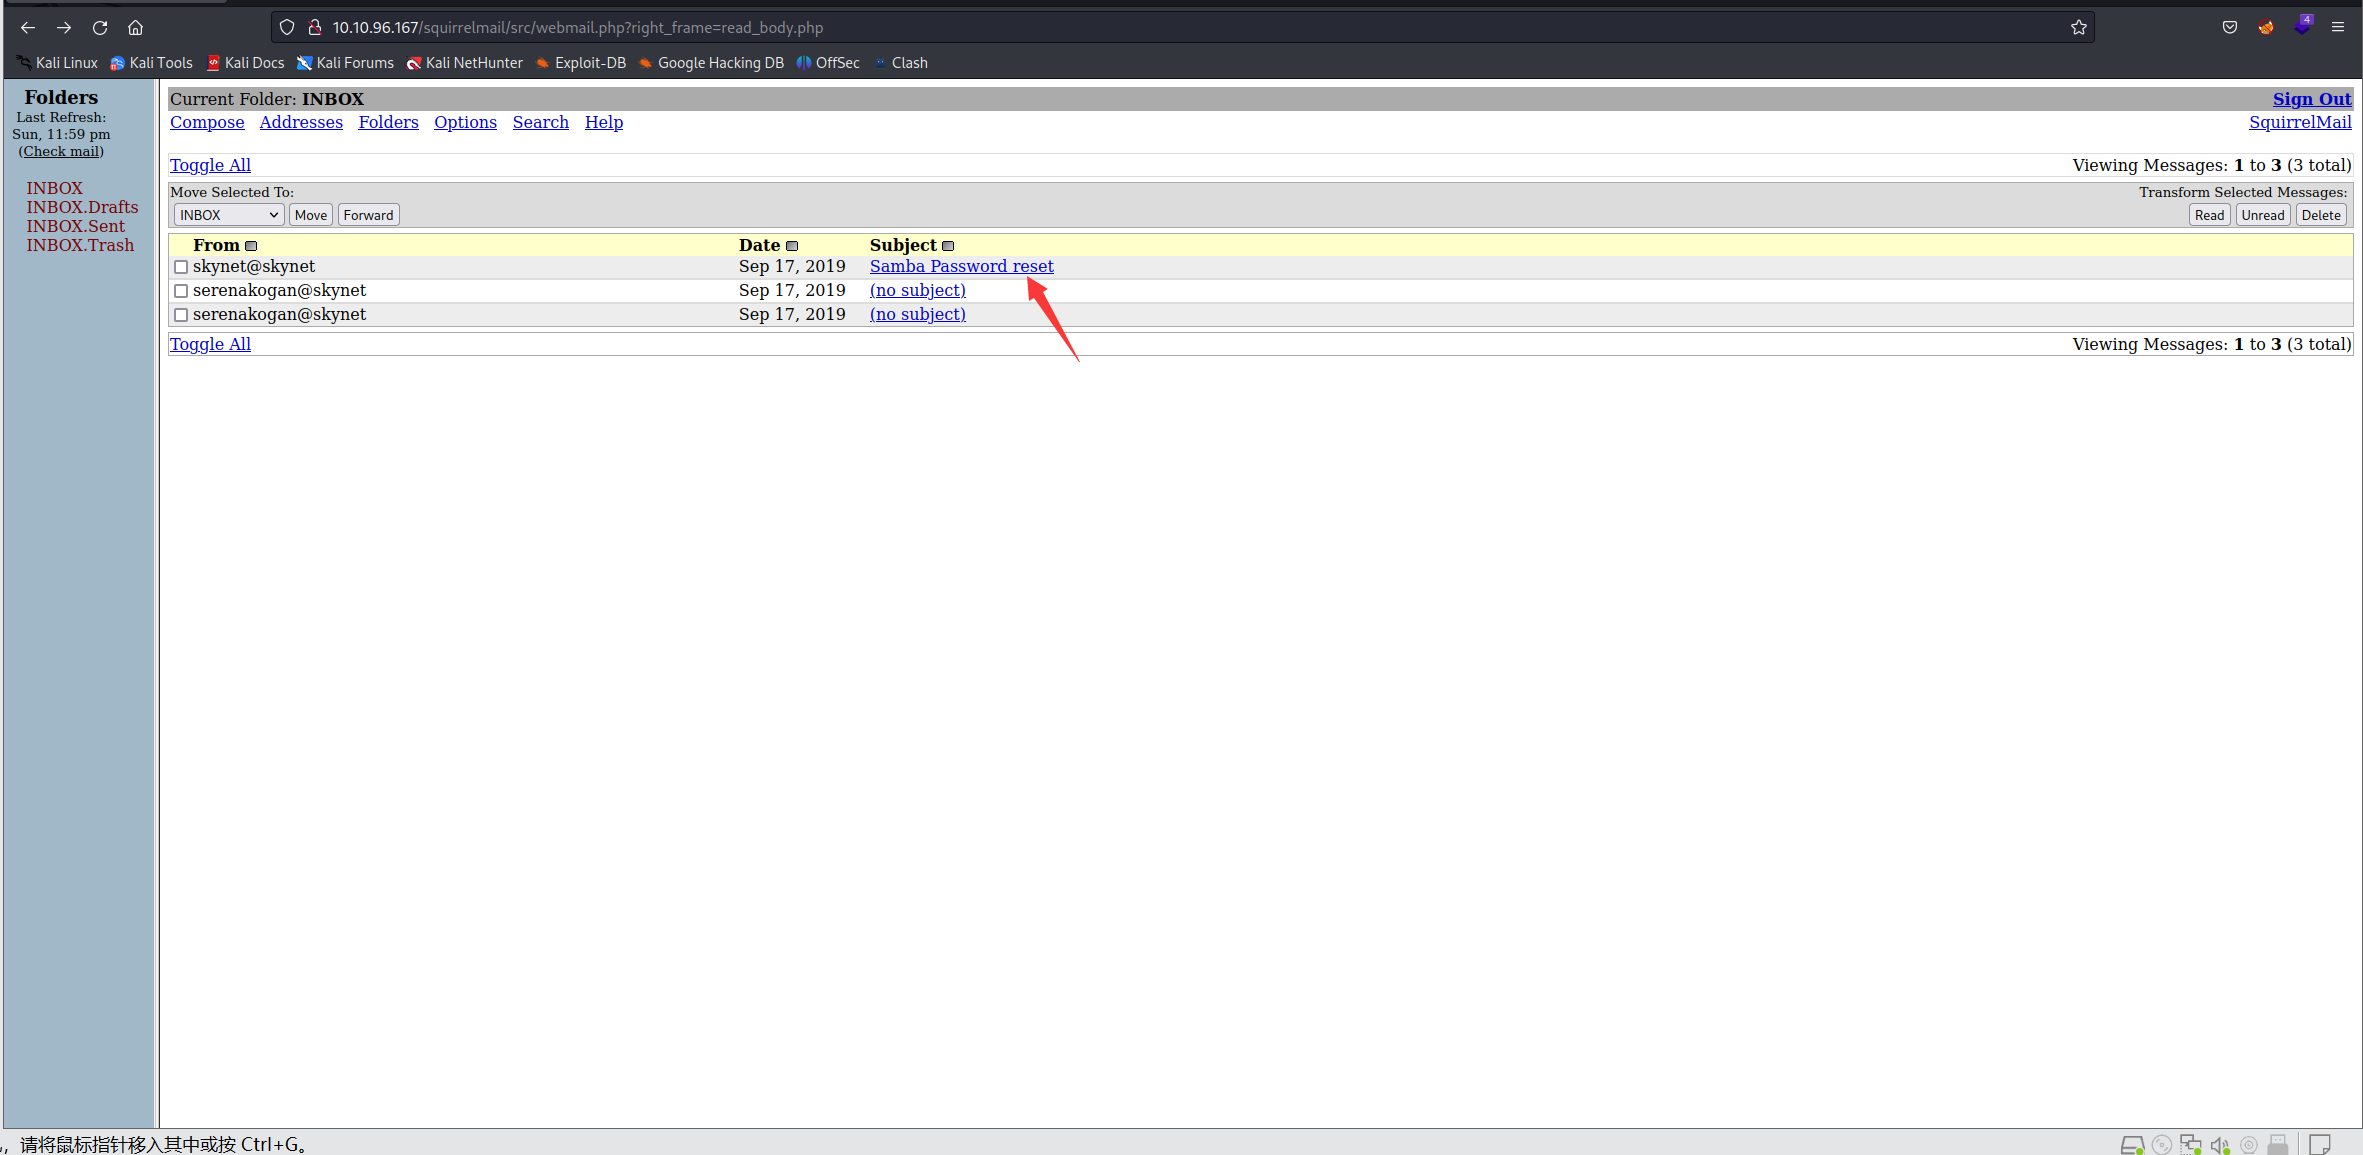 10.10.96.167/squirrelmail/src/webmail.php?right_frame=read_body.php
4
Kali Linux Kali Tools Kali Docs Kali Forums Kali NetHunter Exploit-DB Google Hacking DB OffSec Clash
Folders
Last Refresh:
Sun, 11:59 pm
(Check mail)
INBOX
INBOX.Drafts
INBOX.Sent
INBOX.Trash
Current Folder: INBOX Sign Out
Compose Addresses Folders Options Search Help SquirrelMail
Toggle All Viewing Messages: 1 to 3 (3 total)
Move Selected To: Transform Selected Messages:
INBOX Move Forward Read Unread Delete
From Date Subject
skynet@skynet Sep 17, 2019 Samba Password reset
serenakogan@skynet Sep 17, 2019 (no subject)
serenakogan@skynet Sep 17, 2019 (no subject)
Toggle All Viewing Messages: 1 to 3 (3 total)
，请将鼠标指针移入其中或按 Ctrl+G。